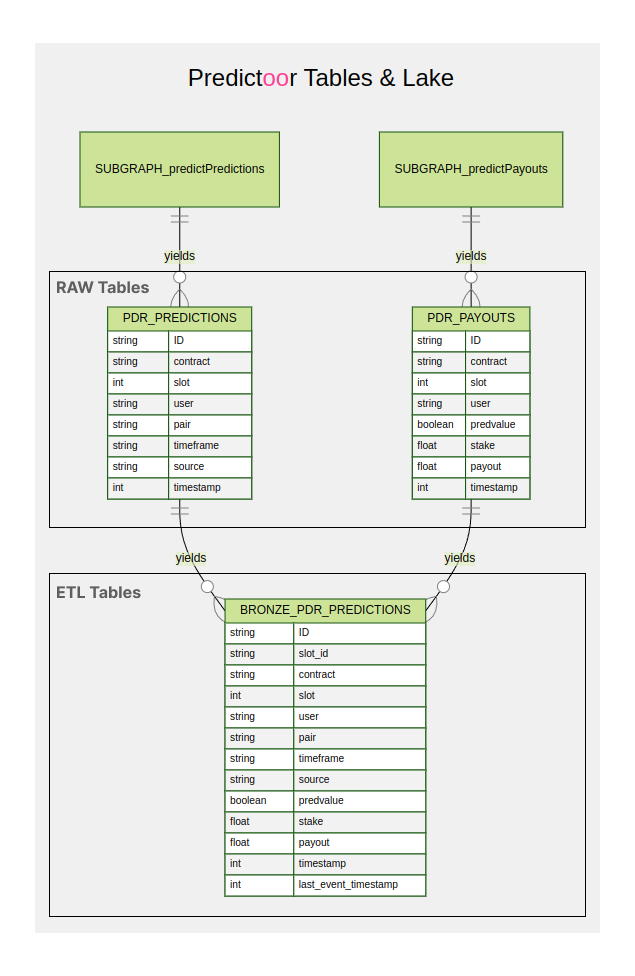 Predictoor Tables & Lake
SUBGRAPH_predictPredictions
SUBGRAPH_predictPayouts
yields
yields
RAW Tables
PDR_PREDICTIONS
string ID
string contract
int slot
string user
string pair
string timeframe
string source
int timestamp
PDR_PAYOUTS
string ID
string contract
int slot
string user
boolean predvalue
float stake
float payout
int timestamp
yields
yields
ETL Tables
BRONZE_PDR_PREDICTIONS
string ID
string slot_id
string contract
int slot
string user
string pair
string timeframe
string source
boolean predvalue
float stake
float payout
int timestamp
int last_event_timestamp